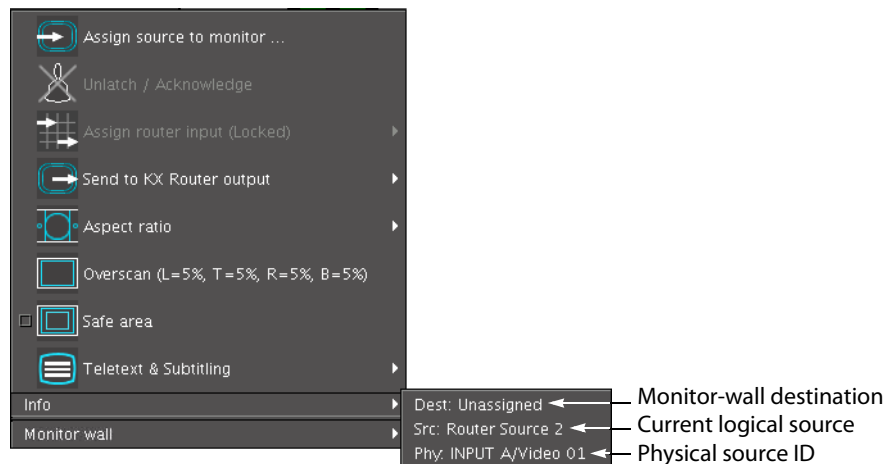 Assign source to monitor ...
Unlatch / Acknowledge
Assign router input (Locked)
Send to KX Router output
Aspect ratio
Overscan (L=5%, T=5%, R=5%, B=5%)
Safe area
Teletext & Subtitling
Info
Monitor wall
Dest: Unassigned
Src: Router Source 2
Phy: INPUT A/Video 01
Monitor-wall destination
Current logical source
Physical source ID